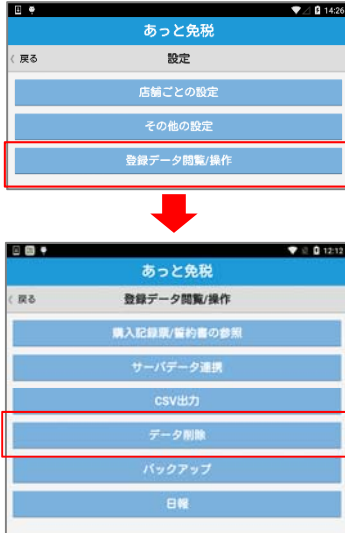 14:26
あっと免税
戻る 設定
店舗ごとの設定
その他の設定
登録データ閲覧/操作
12:12
あっと免税
戻る 登録データ閲覧/操作
購入記録票/誓約書の参照
サーバデータ連携
CSV出力
データ削除
バックアップ
日報